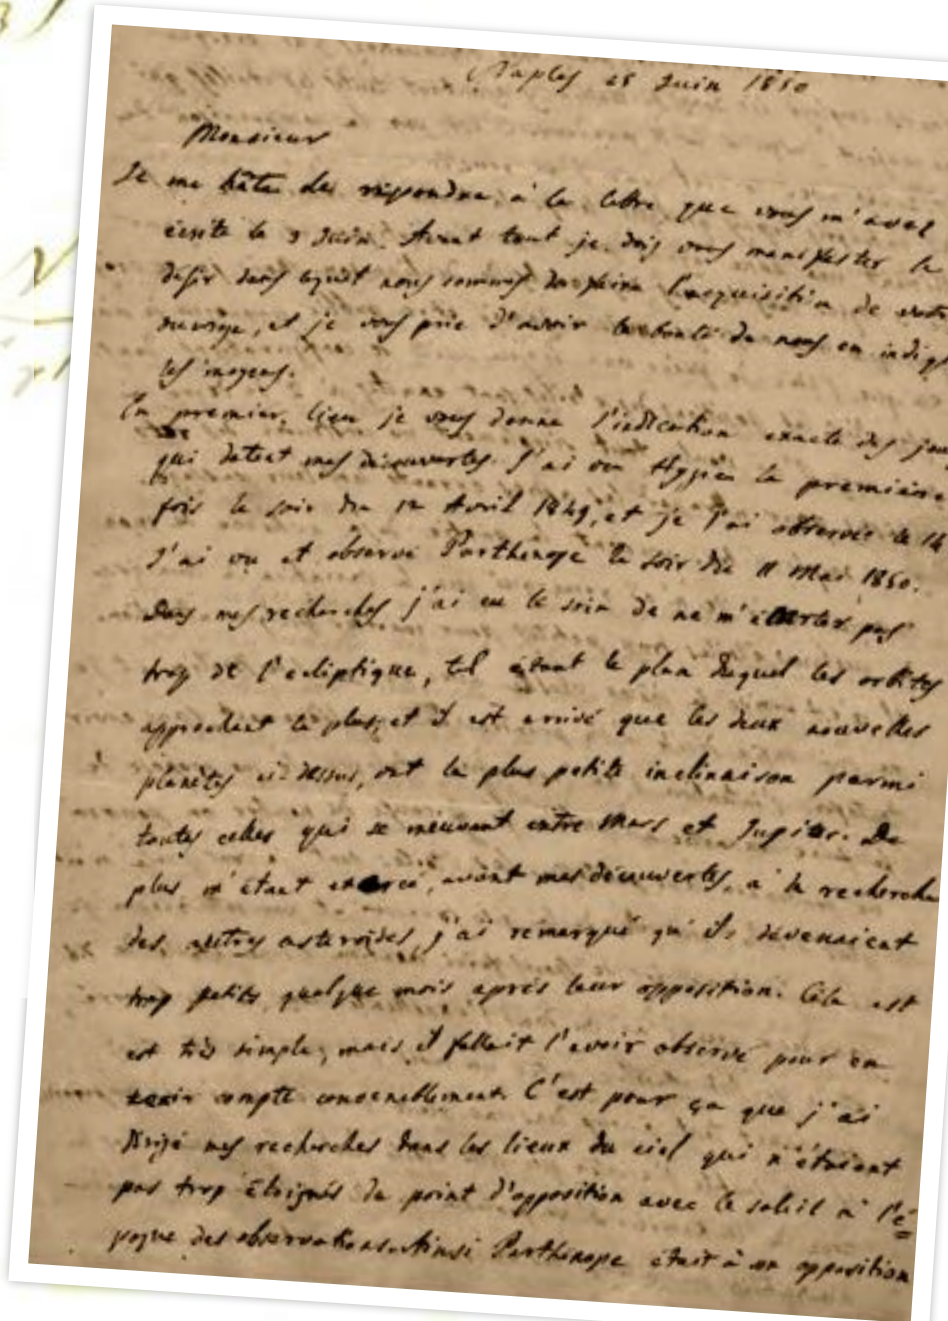 Naples 28 Juin 1850
Monsieur
Je me hâte de répondre à la lettre que vous m'avez
écrite le 3 Juin. Avant tout je dois vous manifester le
désir dans lequel nous sommes de faire l'acquisition de votre
ouvrage, et je vous prie d'avoir la bonté de nous en indiq
les moyens.
En premier lieu je vous donne l'indication exacte des jou
qui datent mes découvertes. J'ai vu Hygiea la première
fois le soir du 12 Avril 1849, et je l'ai observée le 14
J'ai vu et observé Parthenope le soir du 11 Mai 1850.
Dans mes recherches j'ai eu le soin de ne m'écarter pas
trop de l'ecliptique, tel étant le plan duquel les orbites
approchent le plus, et il est arrivé que les deux nouvelles
planètes ci-dessus, ont la plus petite inclinaison parmi
toutes celles qui se meuvent entre Mars et Jupiter. De
plus m'étant exercé, avant mes découvertes, à la recherche
des autres asteroïdes, j'ai remarqué qu'ils devenaient
trop petits quelque mois après leur opposition. Cela est
est très simple, mais il fallait l'avoir observé pour en
tenir compte convenablement. C'est pour ça que j'ai
dirigé mes recherches dans les lieux du ciel qui n'étaient
pas trop éloignés du point d'opposition avec le soleil à l'é=
poque des observations. Ainsi Parthenope était à son opposition